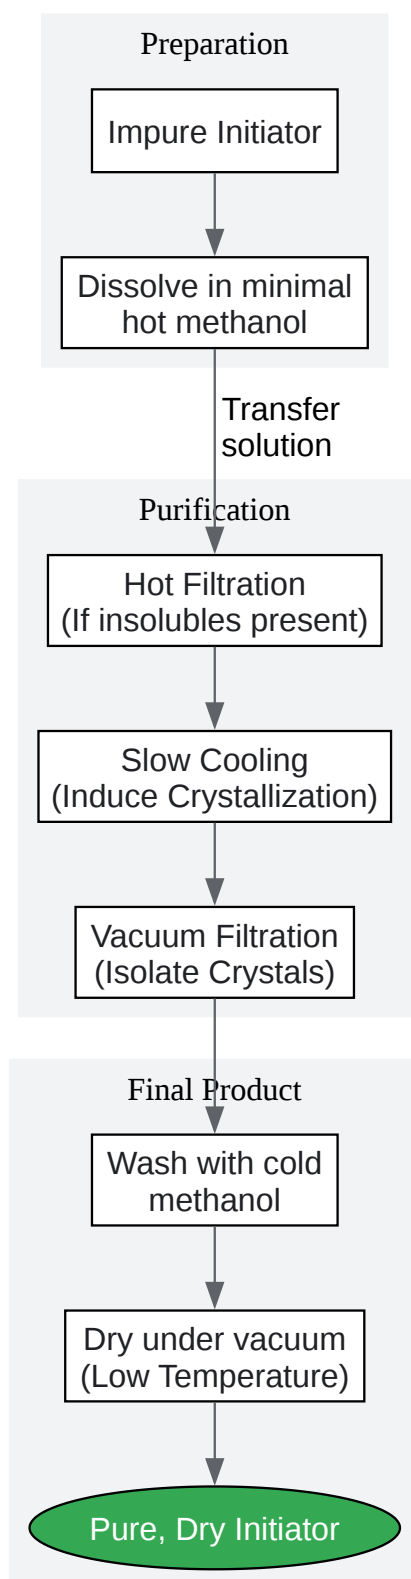 Preparation
Impure Initiator
Dissolve in minimal
hot methanol
Transfer
solution
Purification
Hot Filtration
(If insolubles present)
Slow Cooling
(Induce Crystallization)
Vacuum Filtration
(Isolate Crystals)
Final Product
Wash with cold
methanol
Dry under vacuum
(Low Temperature)
Pure, Dry Initiator